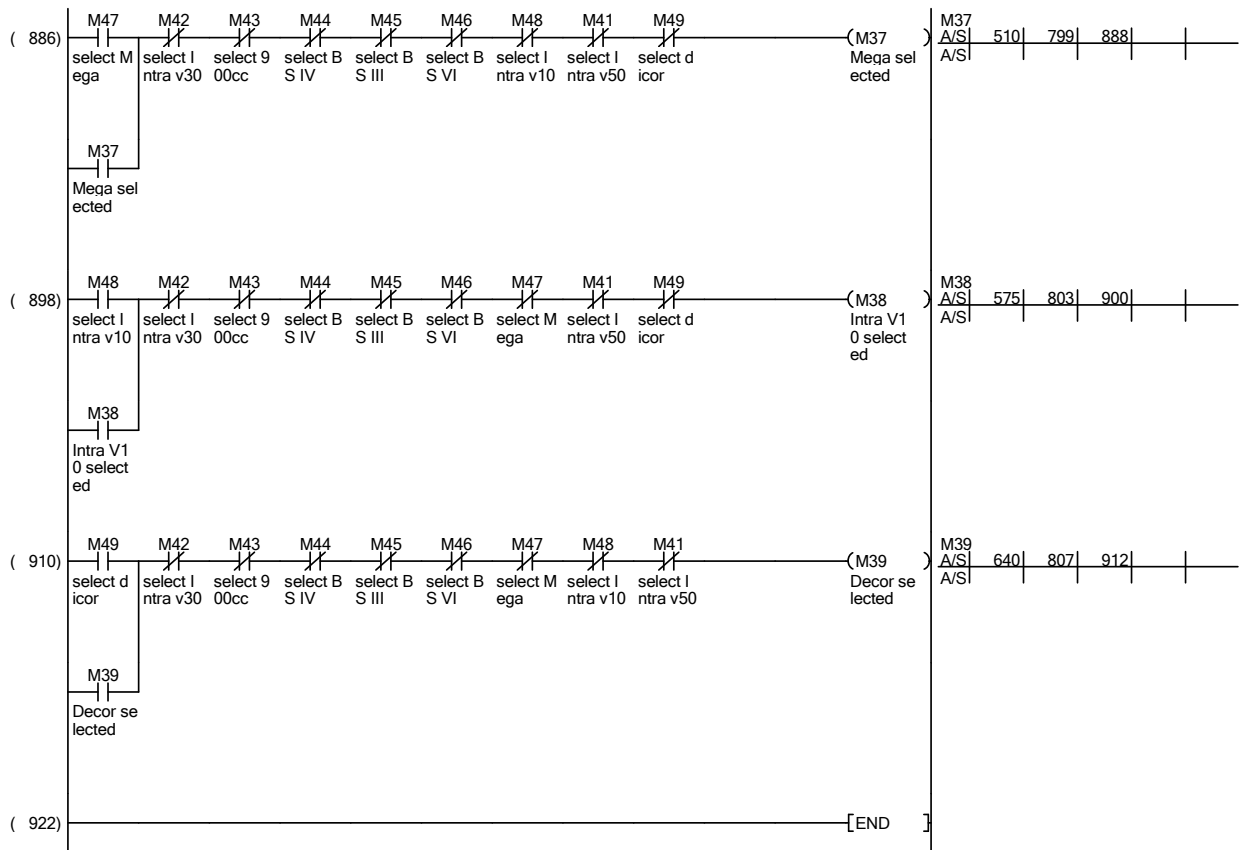 M47 M42 M43 M44 M45 M46 M48 M41 M49 M37
( 886) (M37 ) A/S 510 799 888
select M select I select 9 select B select B select B select I select I select d Mega sel A/S
ega ntra v30 00cc S IV S III S VI ntra v10 ntra v50 icor ected
M37
Mega sel
ected
M48 M42 M43 M44 M45 M46 M47 M41 M49 M38
( 898) (M38 ) A/S 575 803 900
select I select I select 9 select B select B select B select M select I select d Intra V1 A/S
ntra v10 ntra v30 00cc S IV S III S VI ega ntra v50 icor 0 select
ed
M38
Intra V1
0 select
ed
M49 M42 M43 M44 M45 M46 M47 M48 M41 M39
( 910) (M39 ) A/S 640 807 912
select d select I select 9 select B select B select B select M select I select I Decor se A/S
icor ntra v30 00cc S IV S III S VI ega ntra v10 ntra v50 lected
M39
Decor se
lected
( 922) [END ]